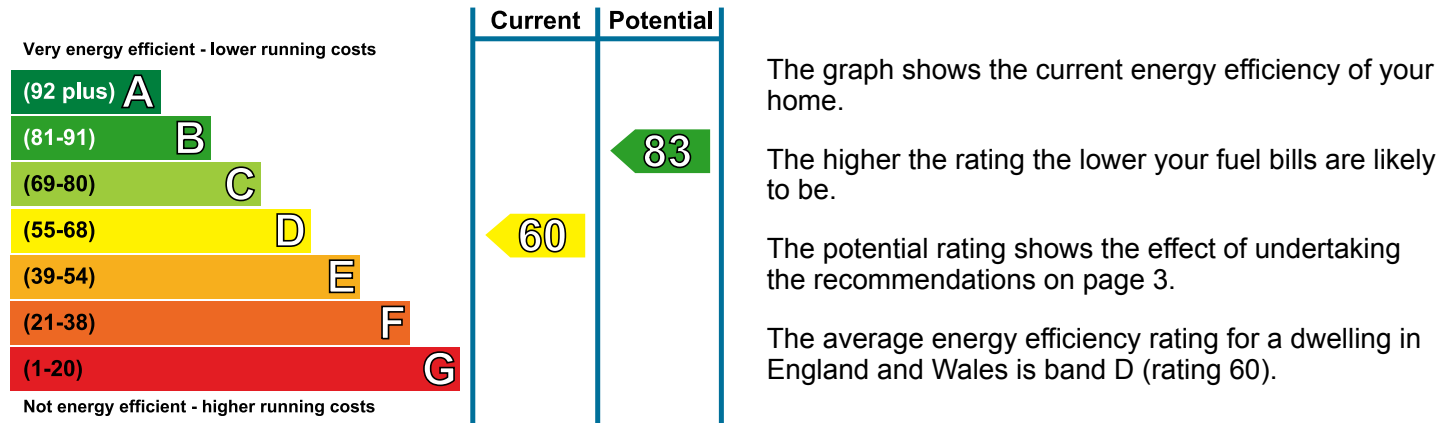 Current Potential
Very energy efficient - lower running costs
(92 plus) A
(81-91) B
83
(69-80) C
(55-68) D
60
(39-54) E
(21-38) F
(1-20) G
Not energy efficient - higher running costs
The graph shows the current energy efficiency of your
home.
The higher the rating the lower your fuel bills are likely
to be.
The potential rating shows the effect of undertaking
the recommendations on page 3.
The average energy efficiency rating for a dwelling in
England and Wales is band D (rating 60).